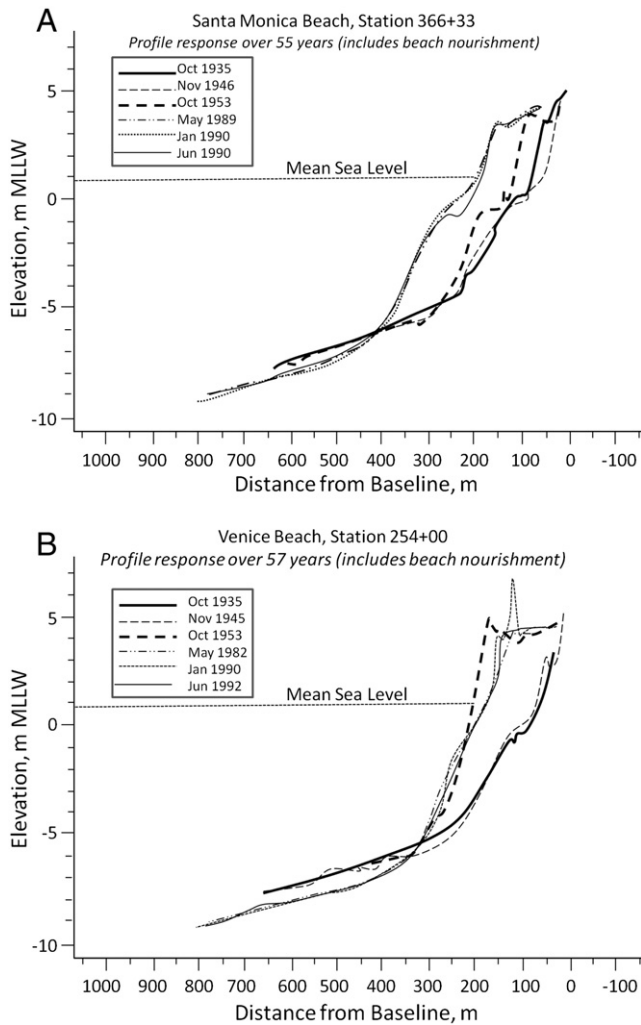 A
Santa Monica Beach, Station 366+33
Profile response over 55 years (includes beach nourishment)
Oct 1935
Nov 1946
Oct 1953
May 1989
Jan 1990
Jun 1990
Mean Sea Level
Elevation, m MLLW
5
0
-5
-10
1000 900 800 700 600 500 400 300 200 100 0 -100
Distance from Baseline, m
B
Venice Beach, Station 254+00
Profile response over 57 years (includes beach nourishment)
Oct 1935
Nov 1945
Oct 1953
May 1982
Jan 1990
Jun 1992
Mean Sea Level
Elevation, m MLLW
5
0
-5
-10
1000 900 800 700 600 500 400 300 200 100 0 -100
Distance from Baseline, m